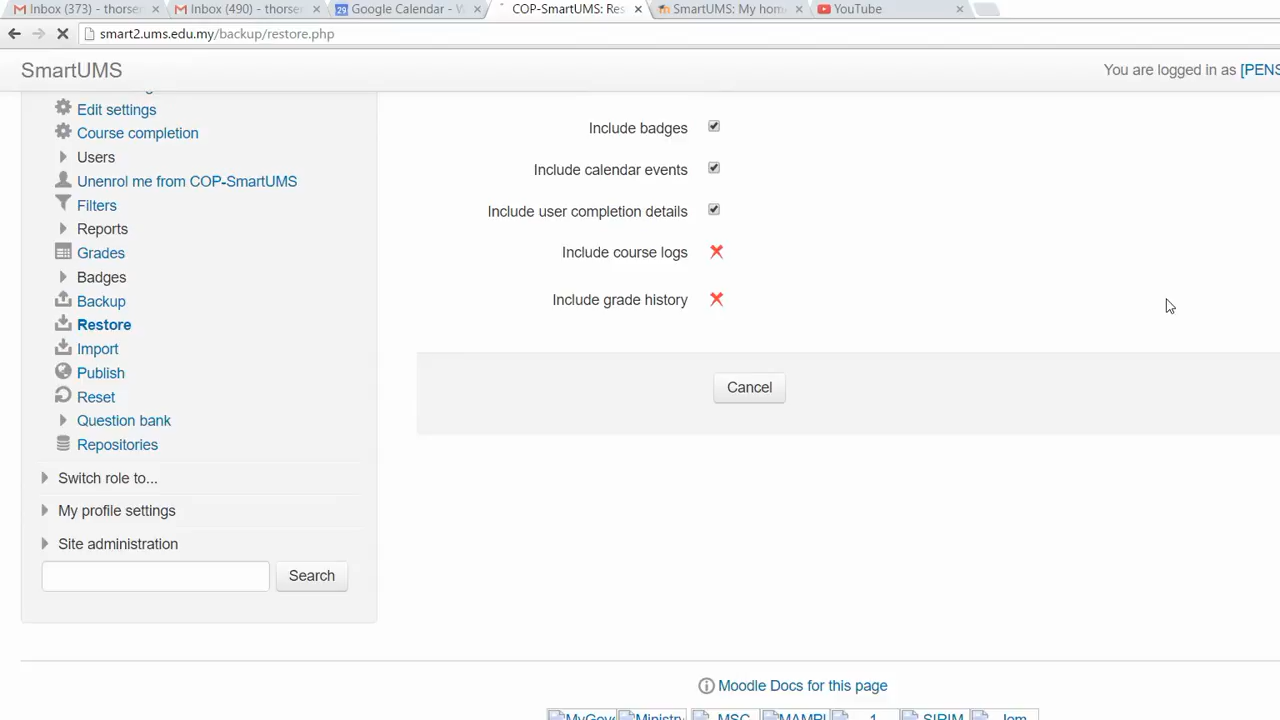 Inbox (373) - thorser
Inbox (490) - thorser
29 Google Calendar - W
COP-SmartUMS: Res
SmartUMS: My hom
YouTube
smart2.ums.edu.my/backup/restore.php
SmartUMS
You are logged in as [PENS
Edit settings
Course completion
Users
Unenrol me from COP-SmartUMS
Filters
Reports
Grades
Badges
Backup
Restore
Import
Publish
Reset
Question bank
Repositories
Switch role to...
My profile settings
Site administration
Search
Include badges
Include calendar events
Include user completion details
Include course logs
Include grade history
Cancel
Moodle Docs for this page
MyGov
Ministry
MSC
MAMPU
1
SIRIM
Jom